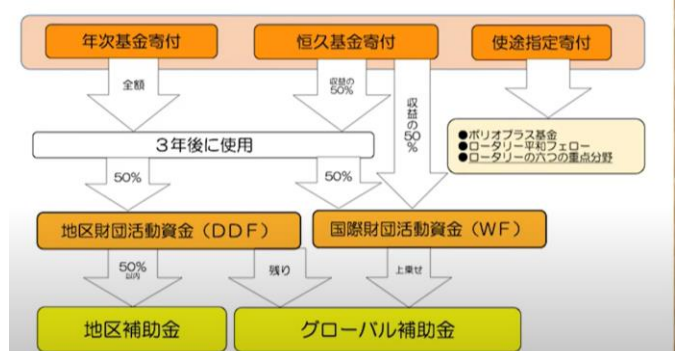 年次基金寄付
恒久基金寄付
使途指定寄付
全額
収益の
50%
収益の50%
3年後に使用
●ポリオプラス基金
●ロータリー平和フェロー
●ロータリーの六つの重点分野
50%
50%
地区財団活動資金（DDF）
国際財団活動資金（WF）
50%
以内
残り
上乗せ
地区補助金
グローバル補助金